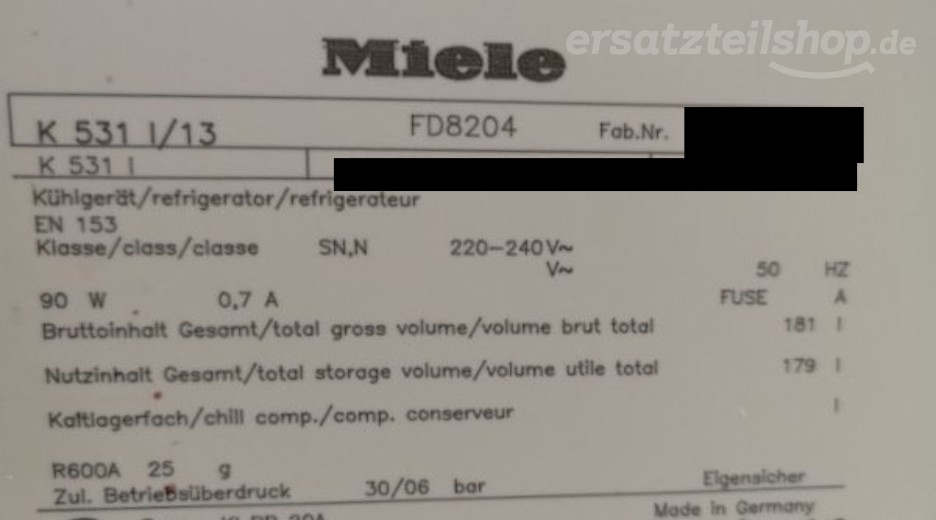 ersatzteilshop.de
Miele
K 531 I/13 FD8204 Fab.Nr.
K 531 I
Kühlgerät/refrigerator/refrigerateur
EN 153
Klasse/class/classe SN,N 220-240V~
V~
50 HZ
90 W 0,7 A FUSE A
Bruttoinhalt Gesamt/total gross volume/volume brut total 181 l
Nutzinhalt Gesamt/total storage volume/volume utile total 179 l
Kaltlagerfach/chill comp./comp. conserveur l
R600A 25 g
Zul. Betriebsüberdruck 30/06 bar Eigensicher
Made in Germany